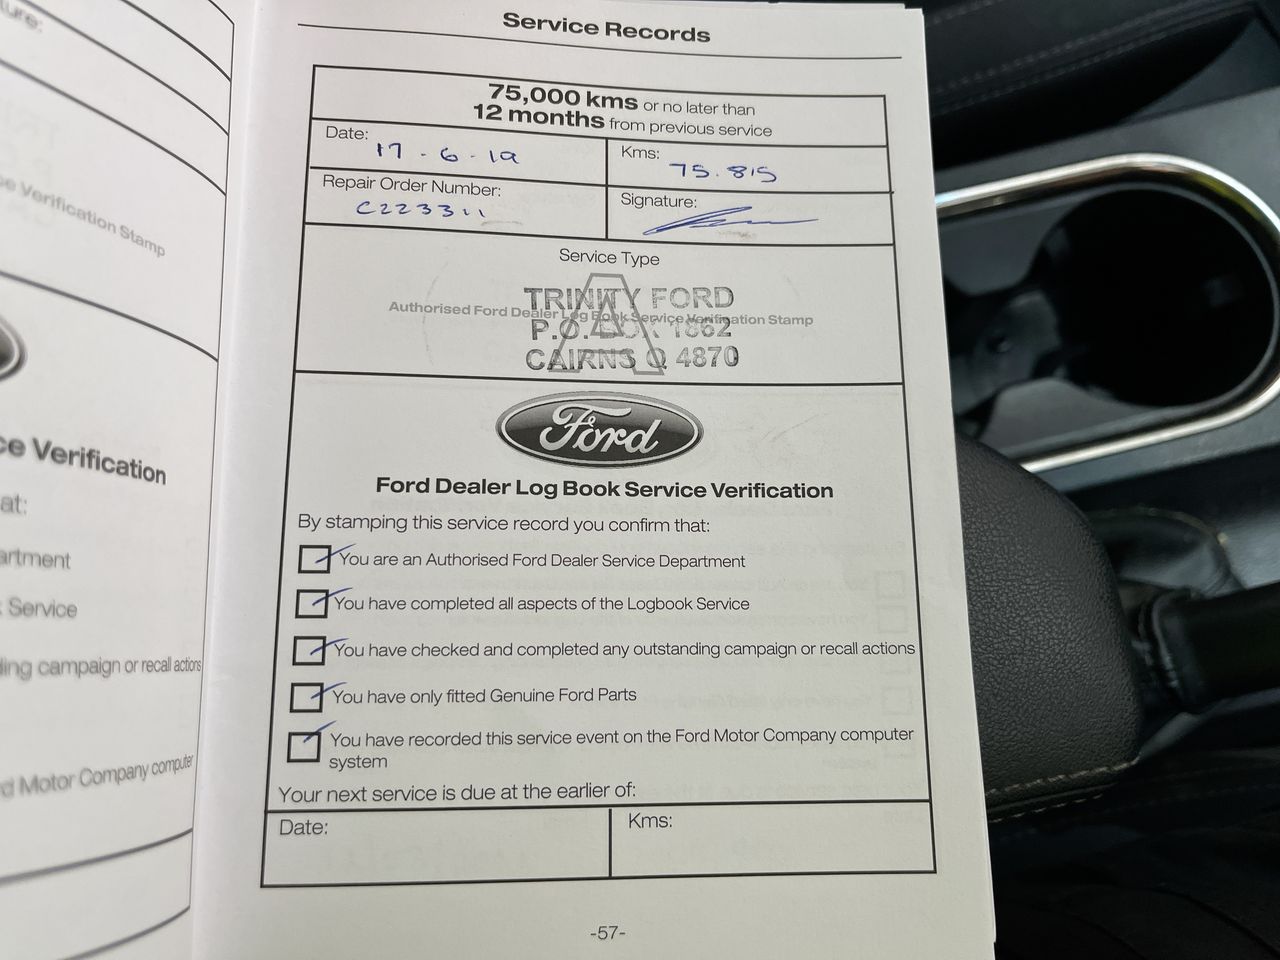 ure:
e Verification Stamp
ce Verification
at:
artment
Service
ling campaign or recall actions
rd Motor Company computer
Service Records
75,000 kms or no later than
12 months from previous service
Date: 17 - 6 - 19
Kms: 75.815
Repair Order Number: C223311
Signature:
Service Type
A
Authorised Ford Dealer Log Book Service Verification Stamp
TRINITY FORD
P.O. BOX 1862
CAIRNS Q 4870
Ford
Ford Dealer Log Book Service Verification
By stamping this service record you confirm that:
You are an Authorised Ford Dealer Service Department
You have completed all aspects of the Logbook Service
You have checked and completed any outstanding campaign or recall actions
You have only fitted Genuine Ford Parts
You have recorded this service event on the Ford Motor Company computer
system
Your next service is due at the earlier of:
Date:
Kms:
-57-